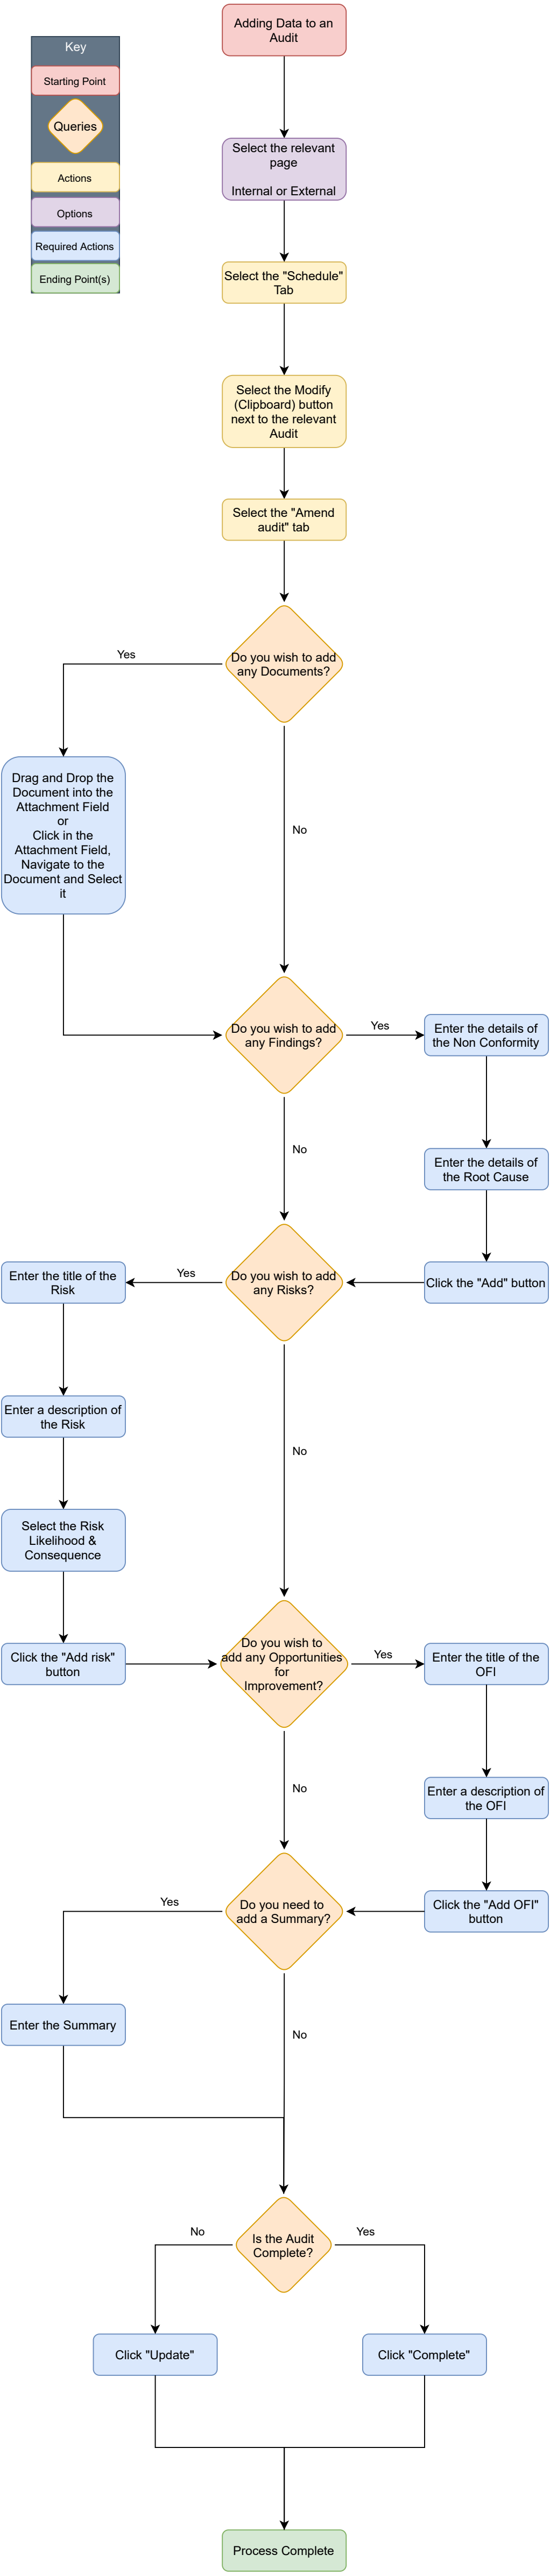 Adding Data to an
Audit
Key
Starting Point
Queries
Actions
Options
Required Actions
Ending Point(s)
Select the relevant
page
Internal or External
Select the "Schedule"
Tab
Select the Modify
(Clipboard) button
next to the relevant
Audit
Select the "Amend
audit" tab
Do you wish to add
any Documents?
Yes
No
Drag and Drop the
Document into the
Attachment Field
or
Click in the
Attachment Field,
Navigate to the
Document and Select
it
Do you wish to add
any Findings?
Yes
No
Enter the details of
the Non Conformity
Enter the details of
the Root Cause
Click the "Add" button
Do you wish to add
any Risks?
Yes
No
Enter the title of the
Risk
Enter a description of
the Risk
Select the Risk
Likelihood &
Consequence
Click the "Add risk"
button
Do you wish to
add any Opportunities
for
Improvement?
Yes
No
Enter the title of the
OFI
Enter a description of
the OFI
Click the "Add OFI"
button
Do you need to
add a Summary?
Yes
No
Enter the Summary
Is the Audit
Complete?
No
Yes
Click "Update"
Click "Complete"
Process Complete